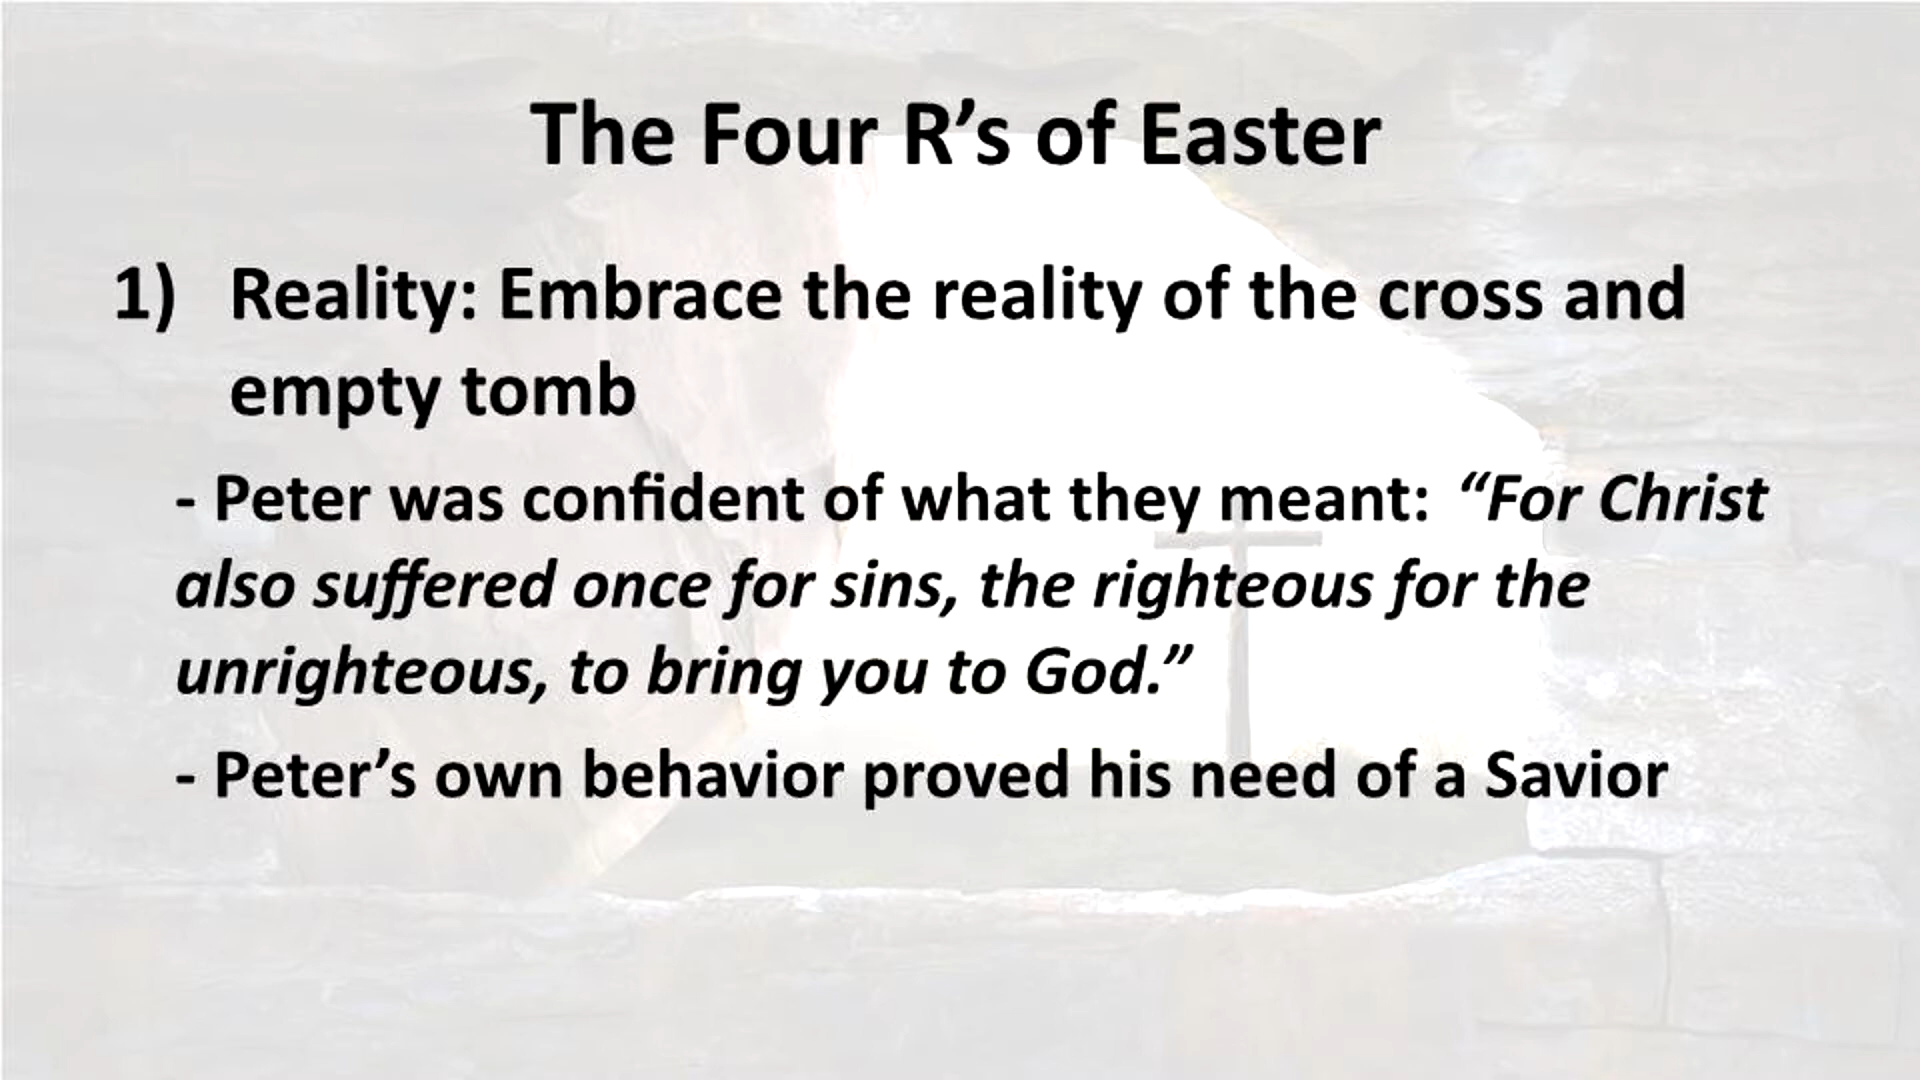 The Four R’s of Easter
1) Reality: Embrace the reality of the cross and
empty tomb
- Peter was confident of what they meant: “For Christ
also suffered once for sins, the righteous for the
unrighteous, to bring you to God.”
- Peter’s own behavior proved his need of a Savior